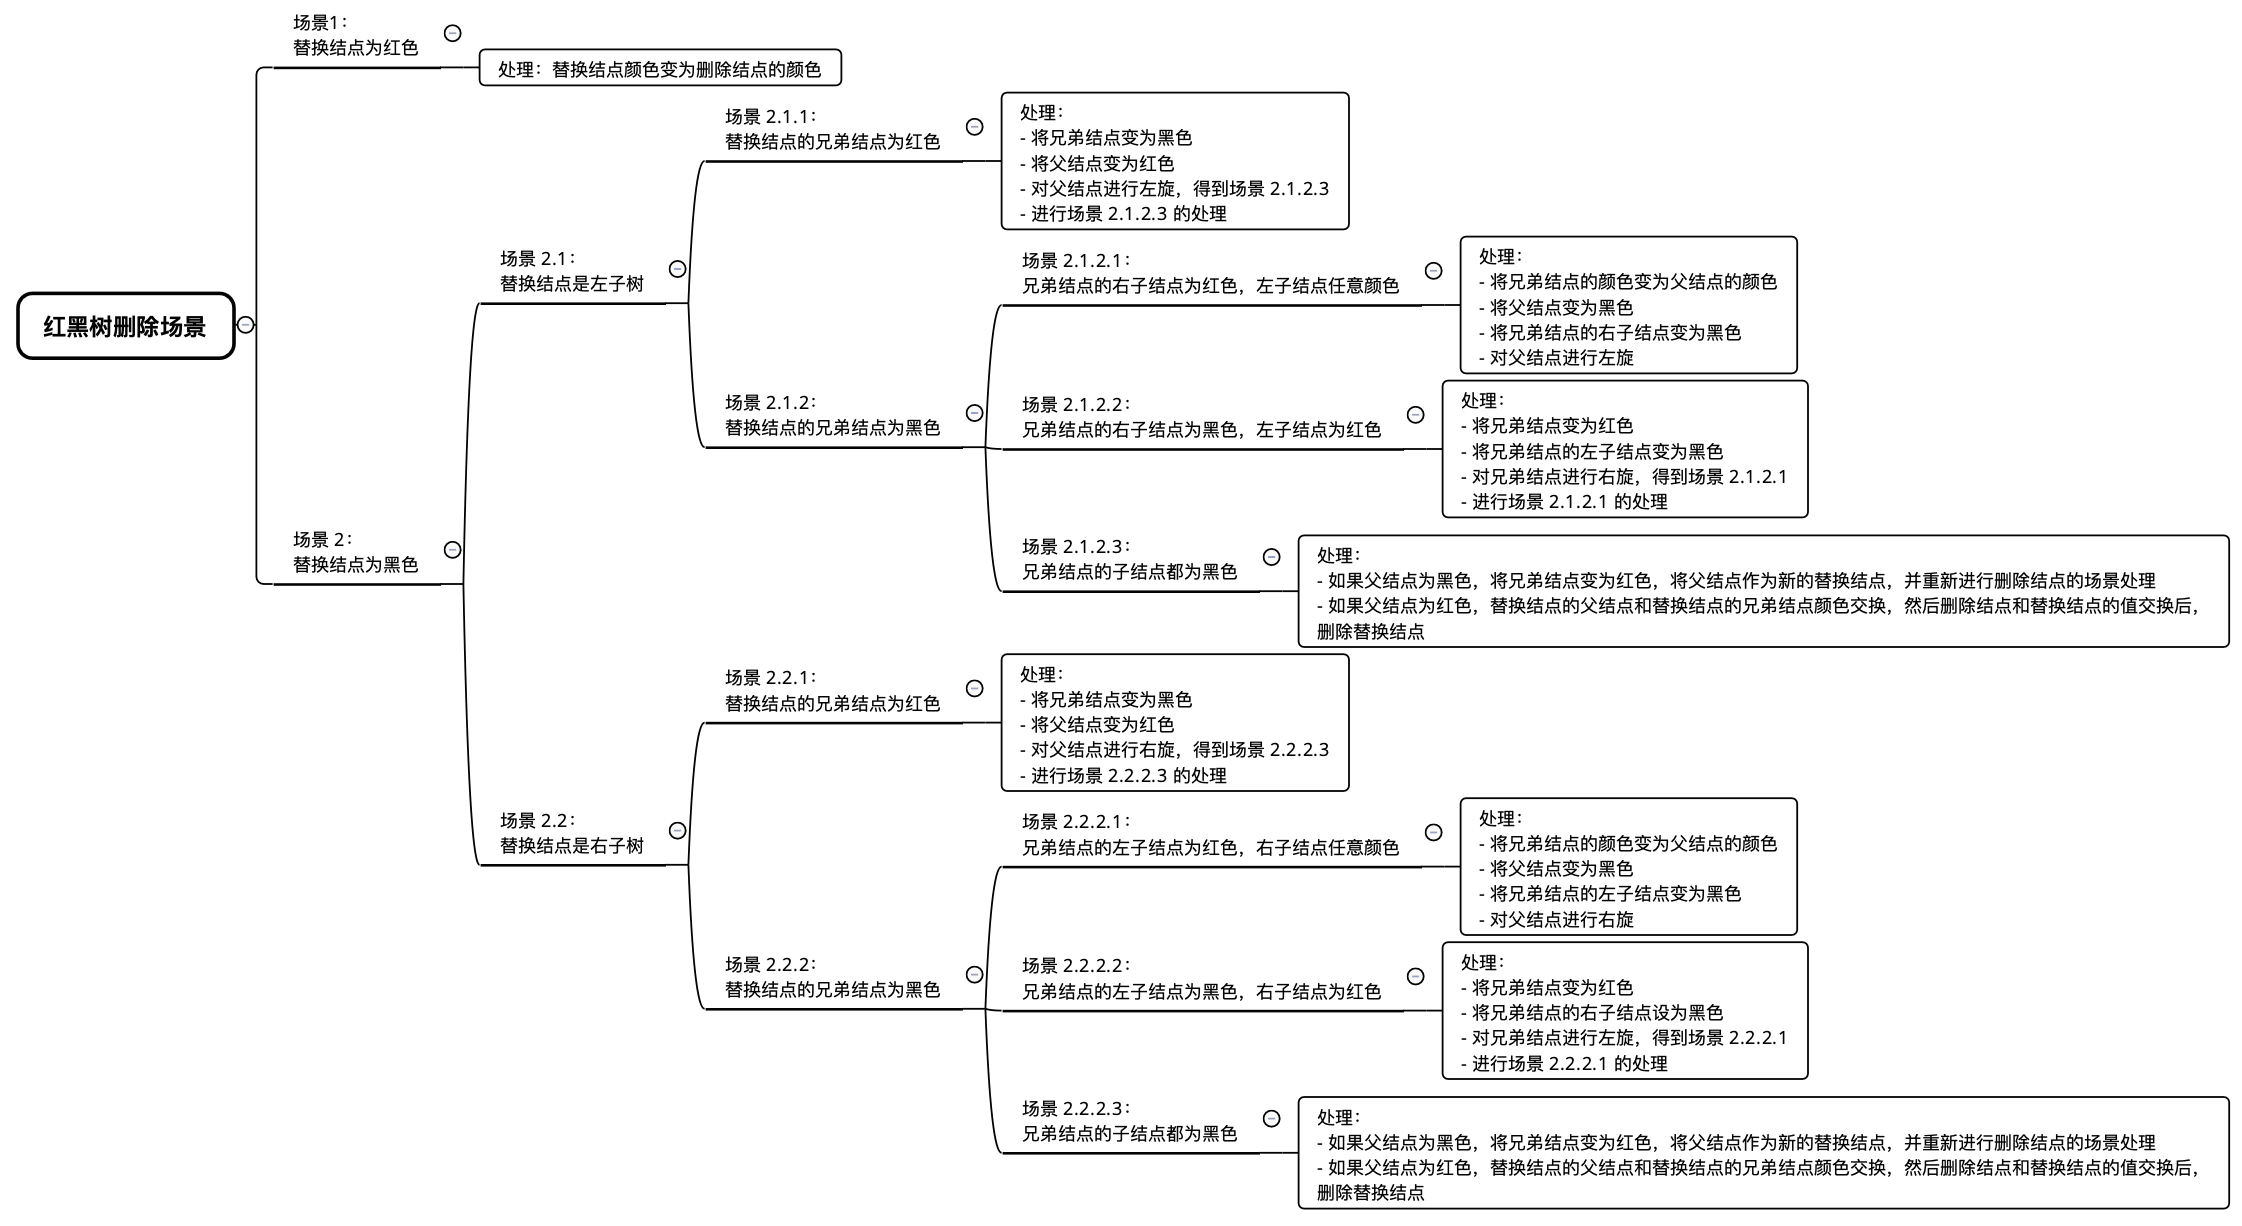 红黑树删除场景
场景1：
替换结点为红色
处理：替换结点颜色变为删除结点的颜色
场景 2：
替换结点为黑色
场景 2.1：
替换结点是左子树
场景 2.1.1：
替换结点的兄弟结点为红色
处理：
- 将兄弟结点变为黑色
- 将父结点变为红色
- 对父结点进行左旋，得到场景 2.1.2.3
- 进行场景 2.1.2.3 的处理
场景 2.1.2：
替换结点的兄弟结点为黑色
场景 2.1.2.1：
兄弟结点的右子结点为红色，左子结点任意颜色
处理：
- 将兄弟结点的颜色变为父结点的颜色
- 将父结点变为黑色
- 将兄弟结点的右子结点变为黑色
- 对父结点进行左旋
场景 2.1.2.2：
兄弟结点的右子结点为黑色，左子结点为红色
处理：
- 将兄弟结点变为红色
- 将兄弟结点的左子结点变为黑色
- 对兄弟结点进行右旋，得到场景 2.1.2.1
- 进行场景 2.1.2.1 的处理
场景 2.1.2.3：
兄弟结点的子结点都为黑色
处理：
- 如果父结点为黑色，将兄弟结点变为红色，将父结点作为新的替换结点，并重新进行删除结点的场景处理
- 如果父结点为红色，替换结点的父结点和替换结点的兄弟结点颜色交换，然后删除结点和替换结点的值交换后，
删除替换结点
场景 2.2：
替换结点是右子树
场景 2.2.1：
替换结点的兄弟结点为红色
处理：
- 将兄弟结点变为黑色
- 将父结点变为红色
- 对父结点进行右旋，得到场景 2.2.2.3
- 进行场景 2.2.2.3 的处理
场景 2.2.2：
替换结点的兄弟结点为黑色
场景 2.2.2.1：
兄弟结点的左子结点为红色，右子结点任意颜色
处理：
- 将兄弟结点的颜色变为父结点的颜色
- 将父结点变为黑色
- 将兄弟结点的左子结点变为黑色
- 对父结点进行右旋
场景 2.2.2.2：
兄弟结点的左子结点为黑色，右子结点为红色
处理：
- 将兄弟结点变为红色
- 将兄弟结点的右子结点设为黑色
- 对兄弟结点进行左旋，得到场景 2.2.2.1
- 进行场景 2.2.2.1 的处理
场景 2.2.2.3：
兄弟结点的子结点都为黑色
处理：
- 如果父结点为黑色，将兄弟结点变为红色，将父结点作为新的替换结点，并重新进行删除结点的场景处理
- 如果父结点为红色，替换结点的父结点和替换结点的兄弟结点颜色交换，然后删除结点和替换结点的值交换后，
删除替换结点